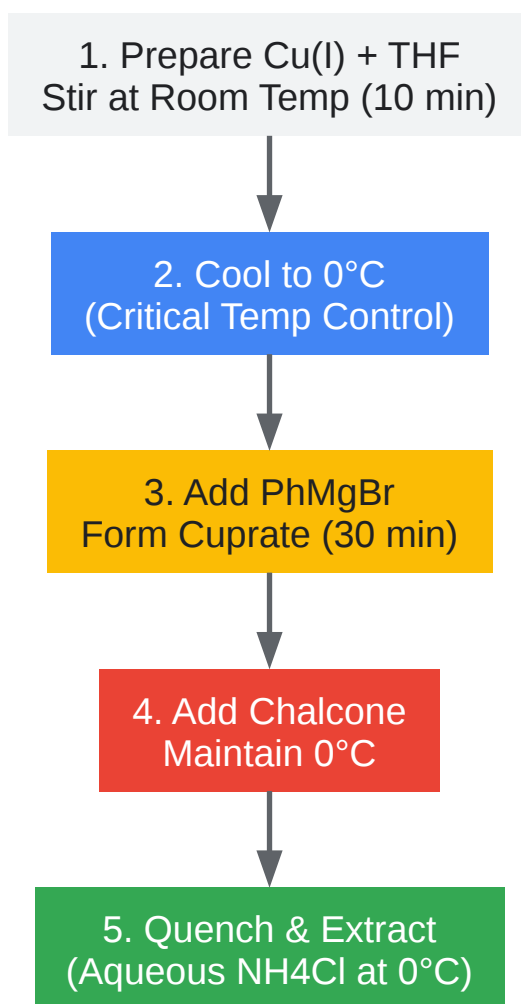 1. Prepare Cu(I) + THF
Stir at Room Temp (10 min)
2. Cool to 0°C
(Critical Temp Control)
3. Add PhMgBr
Form Cuprate (30 min)
4. Add Chalcone
Maintain 0°C
5. Quench & Extract
(Aqueous NH4Cl at 0°C)